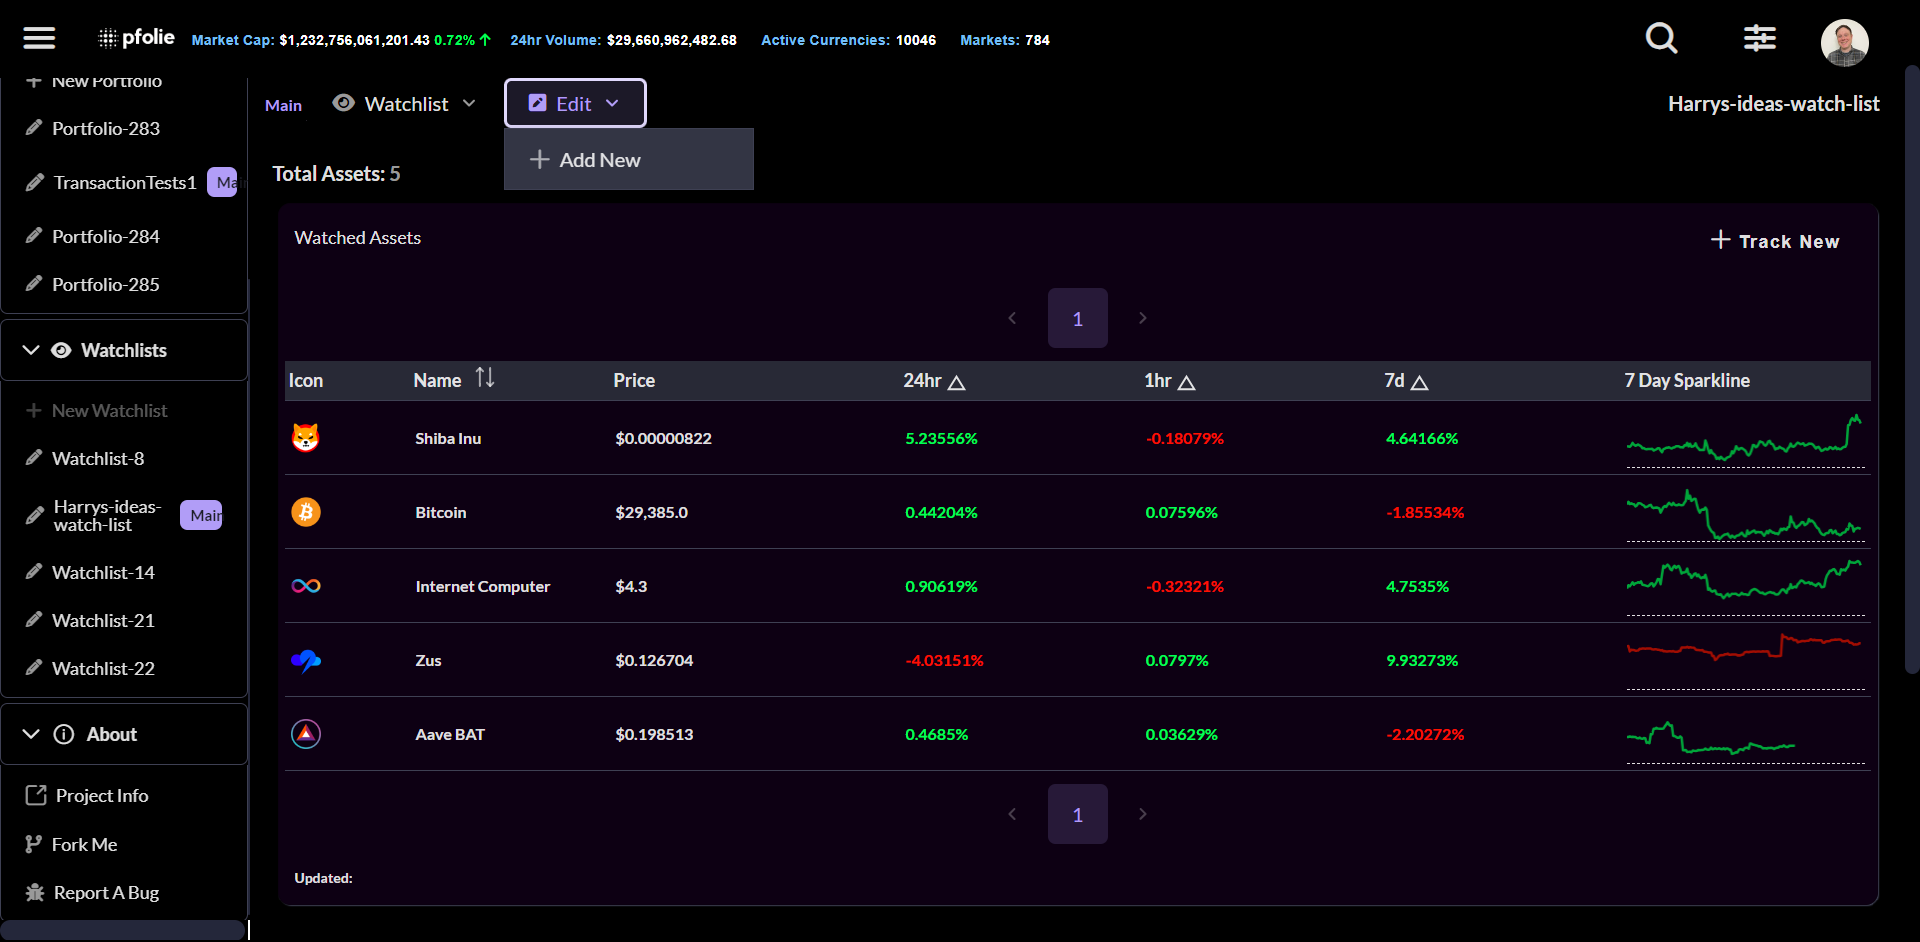 pfolie Market Cap: $1,232,756,061,201.43 0.72% 24hr Volume: $29,660,962,482.68 Active Currencies: 10046 Markets: 784
New Portfolio
Portfolio-283
TransactionTests1 Main
Portfolio-284
Portfolio-285
Watchlists
New Watchlist
Watchlist-8
Harrys-ideas-
watch-list
Main
Watchlist-14
Watchlist-21
Watchlist-22
About
Project Info
Fork Me
Report A Bug
Main Watchlist Edit Harrys-ideas-watch-list
Add New
Total Assets: 5
Watched Assets
Track New
1
Icon Name Price 24hr 1hr 7d 7 Day Sparkline
Shiba Inu $0.00000822 5.23556% -0.18079% 4.64166%
Bitcoin $29,385.0 0.44204% 0.07596% -1.85534%
Internet Computer $4.3 0.90619% -0.32321% 4.7535%
Zus $0.126704 -4.03151% 0.0797% 9.93273%
Aave BAT $0.198513 0.4685% 0.03629% -2.20272%
1
Updated: